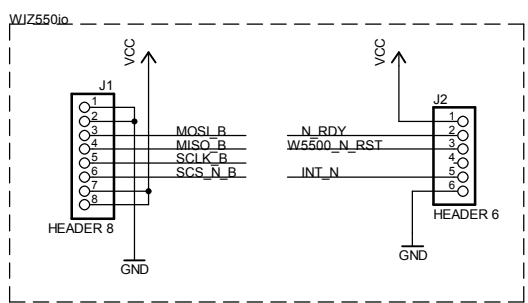 WIZ550io
VCC
J1
1
2
3
4
5
6
7
8
MOSI_B
MISO_B
SCLK_B
SCS_N_B
HEADER 8
GND
VCC
J2
1
2
3
4
5
6
N_RDY
W5500_N_RST
INT_N
HEADER 6
GND